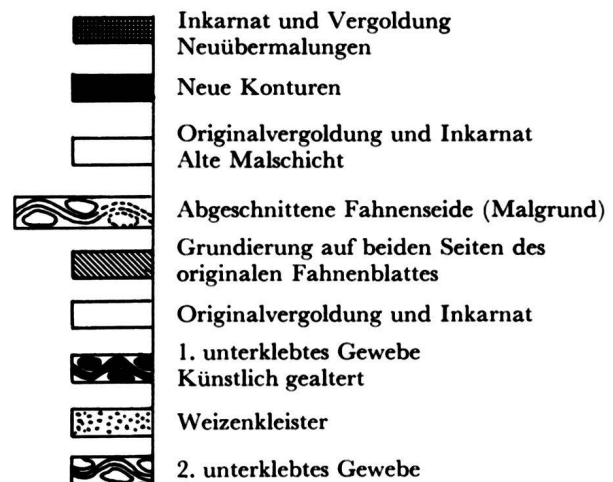 Inkarnat und Vergoldung
Neuübermalungen
Neue Konturen
Originalvergoldung und Inkarnat
Alte Malschicht
Abgeschnittene Fahnenseide (Malgrund)
Grundierung auf beiden Seiten des
originalen Fahnenblattes
Originalvergoldung und Inkarnat
1. unterklebtes Gewebe
Künstlich gealtert
Weizenkleister
2. unterklebtes Gewebe